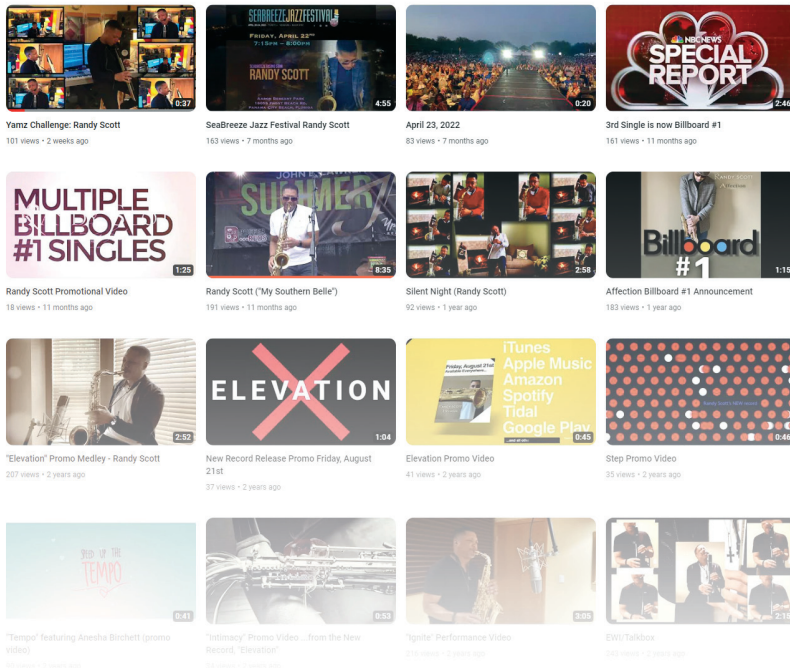 SEABREEZEJAZZFESTIVAL
FRIDAY, APRIL 22ND
7:15PM - 8:00PM
RANDY SCOTT
0:37
4:55
0:20
NBC NEWS
SPECIAL
REPORT
2:46
Yamz Challenge: Randy Scott
101 views • 2 weeks ago
SeaBreeze Jazz Festival Randy Scott
163 views • 7 months ago
April 23, 2022
83 views • 7 months ago
3rd Single is now Billboard #1
161 views • 11 months ago
MULTIPLE
BILLBOARD
#1 SINGLES
1:25
SUMMER
8:35
2:58
Affection
Billboard
#1
1:15
Randy Scott Promotional Video
18 views • 11 months ago
Randy Scott ("My Southern Belle")
191 views • 11 months ago
Silent Night (Randy Scott)
92 views • 1 year ago
Affection Billboard #1 Announcement
183 views • 1 year ago
2:52
ELEVATION
1:04
Friday, August 21st
iTunes
Apple Music
Amazon
Spotify
Tidal
Google Play
0:45
0:46
"Elevation" Promo Medley - Randy Scott
207 views • 2 years ago
New Record Release Promo Friday, August
21st
37 views • 2 years ago
Elevation Promo Video
41 views • 2 years ago
Step Promo Video
35 views • 2 years ago
SPEED UP THE
TEMPO
0:41
0:53
3:05
2:15
"Tempo" featuring Anesha Birchett (promo
video)
"Intimacy" Promo Video ...from the New
Record, "Elevation"
"Ignite" Performance Video
EWI/Talkbox